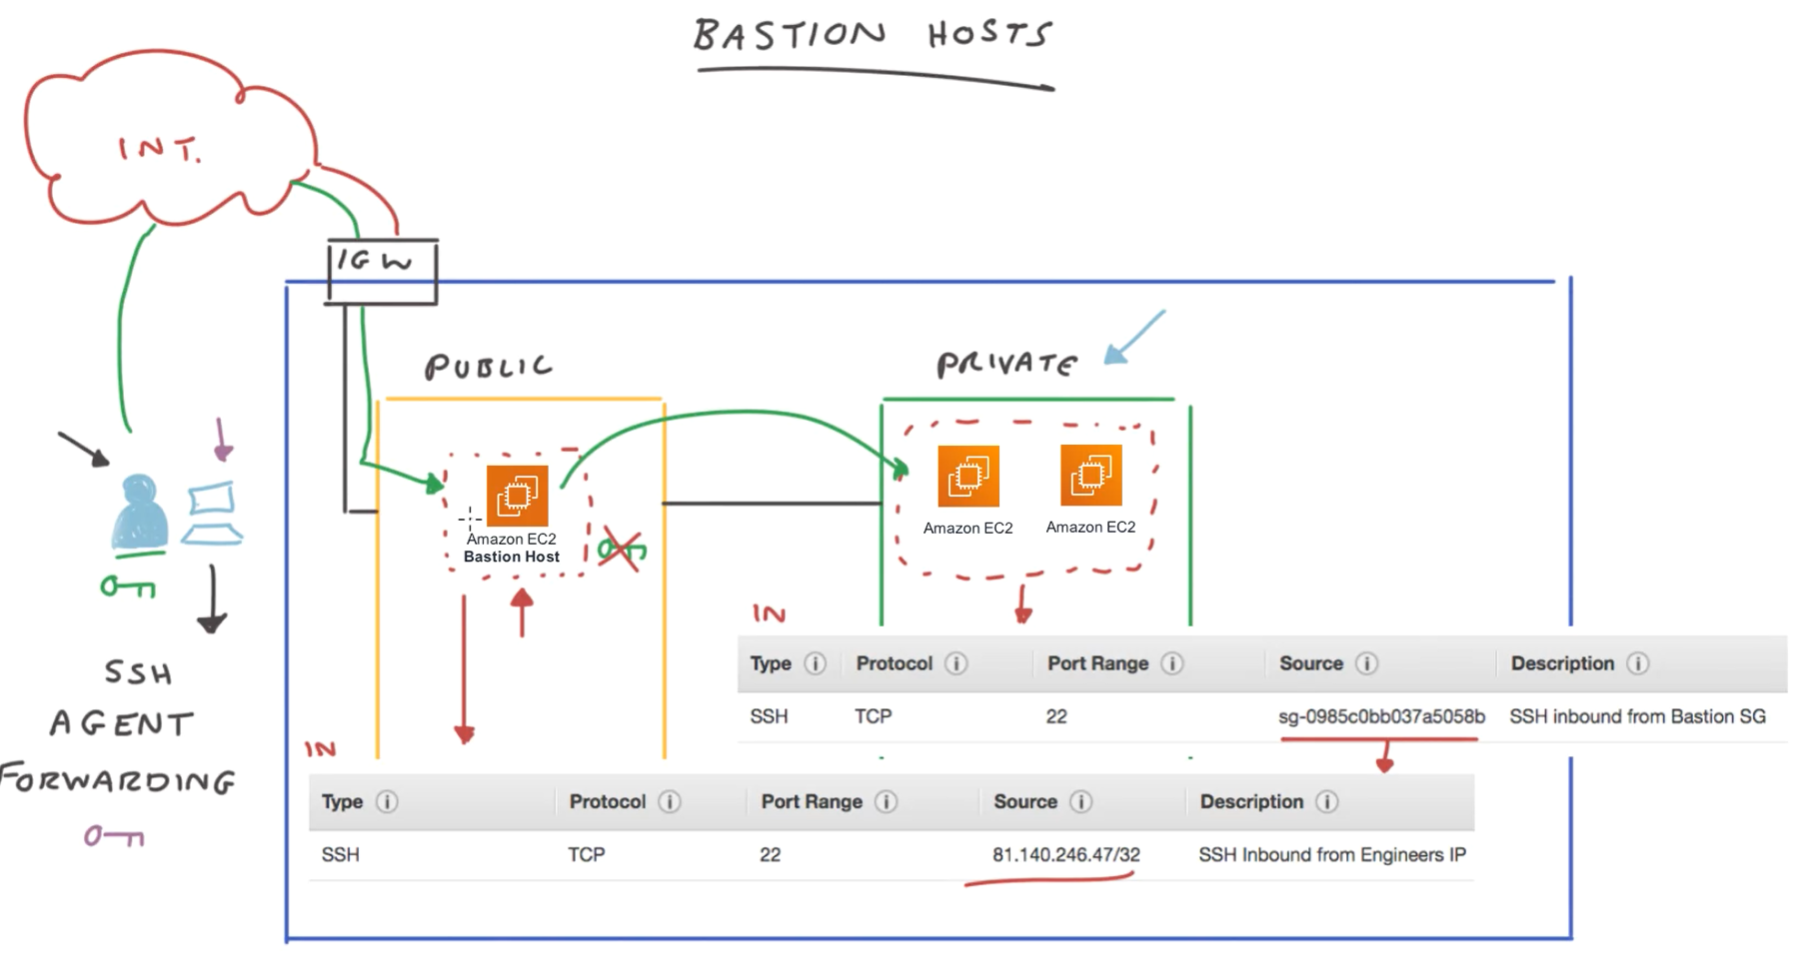 BASTION HOSTS
INT.
IGW
PUBLIC
PRIVATE
Amazon EC2
Bastion Host
Amazon EC2
Amazon EC2
SSH
AGENT
FORWARDING
IN
Type i Protocol i Port Range i Source i Description i
SSH TCP 22 sg-0985c0bb037a5058b SSH inbound from Bastion SG
IN
Type i Protocol i Port Range i Source i Description i
SSH TCP 22 81.140.246.47/32 SSH Inbound from Engineers IP